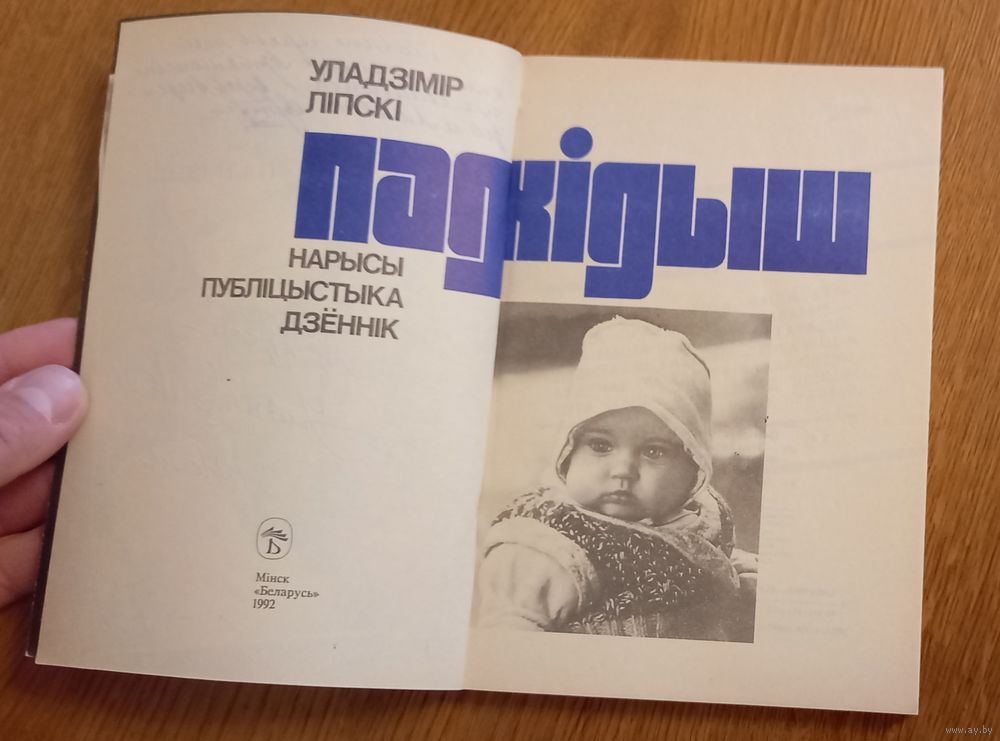 УЛАДЗІМІР
ЛІПСКІ
ПАДКІДЫШ
НАРЫСЫ
ПУБЛІЦЫСТЫКА
ДЗЁННІК
Б
Мінск
«Беларусь»
1992
www.ay.by